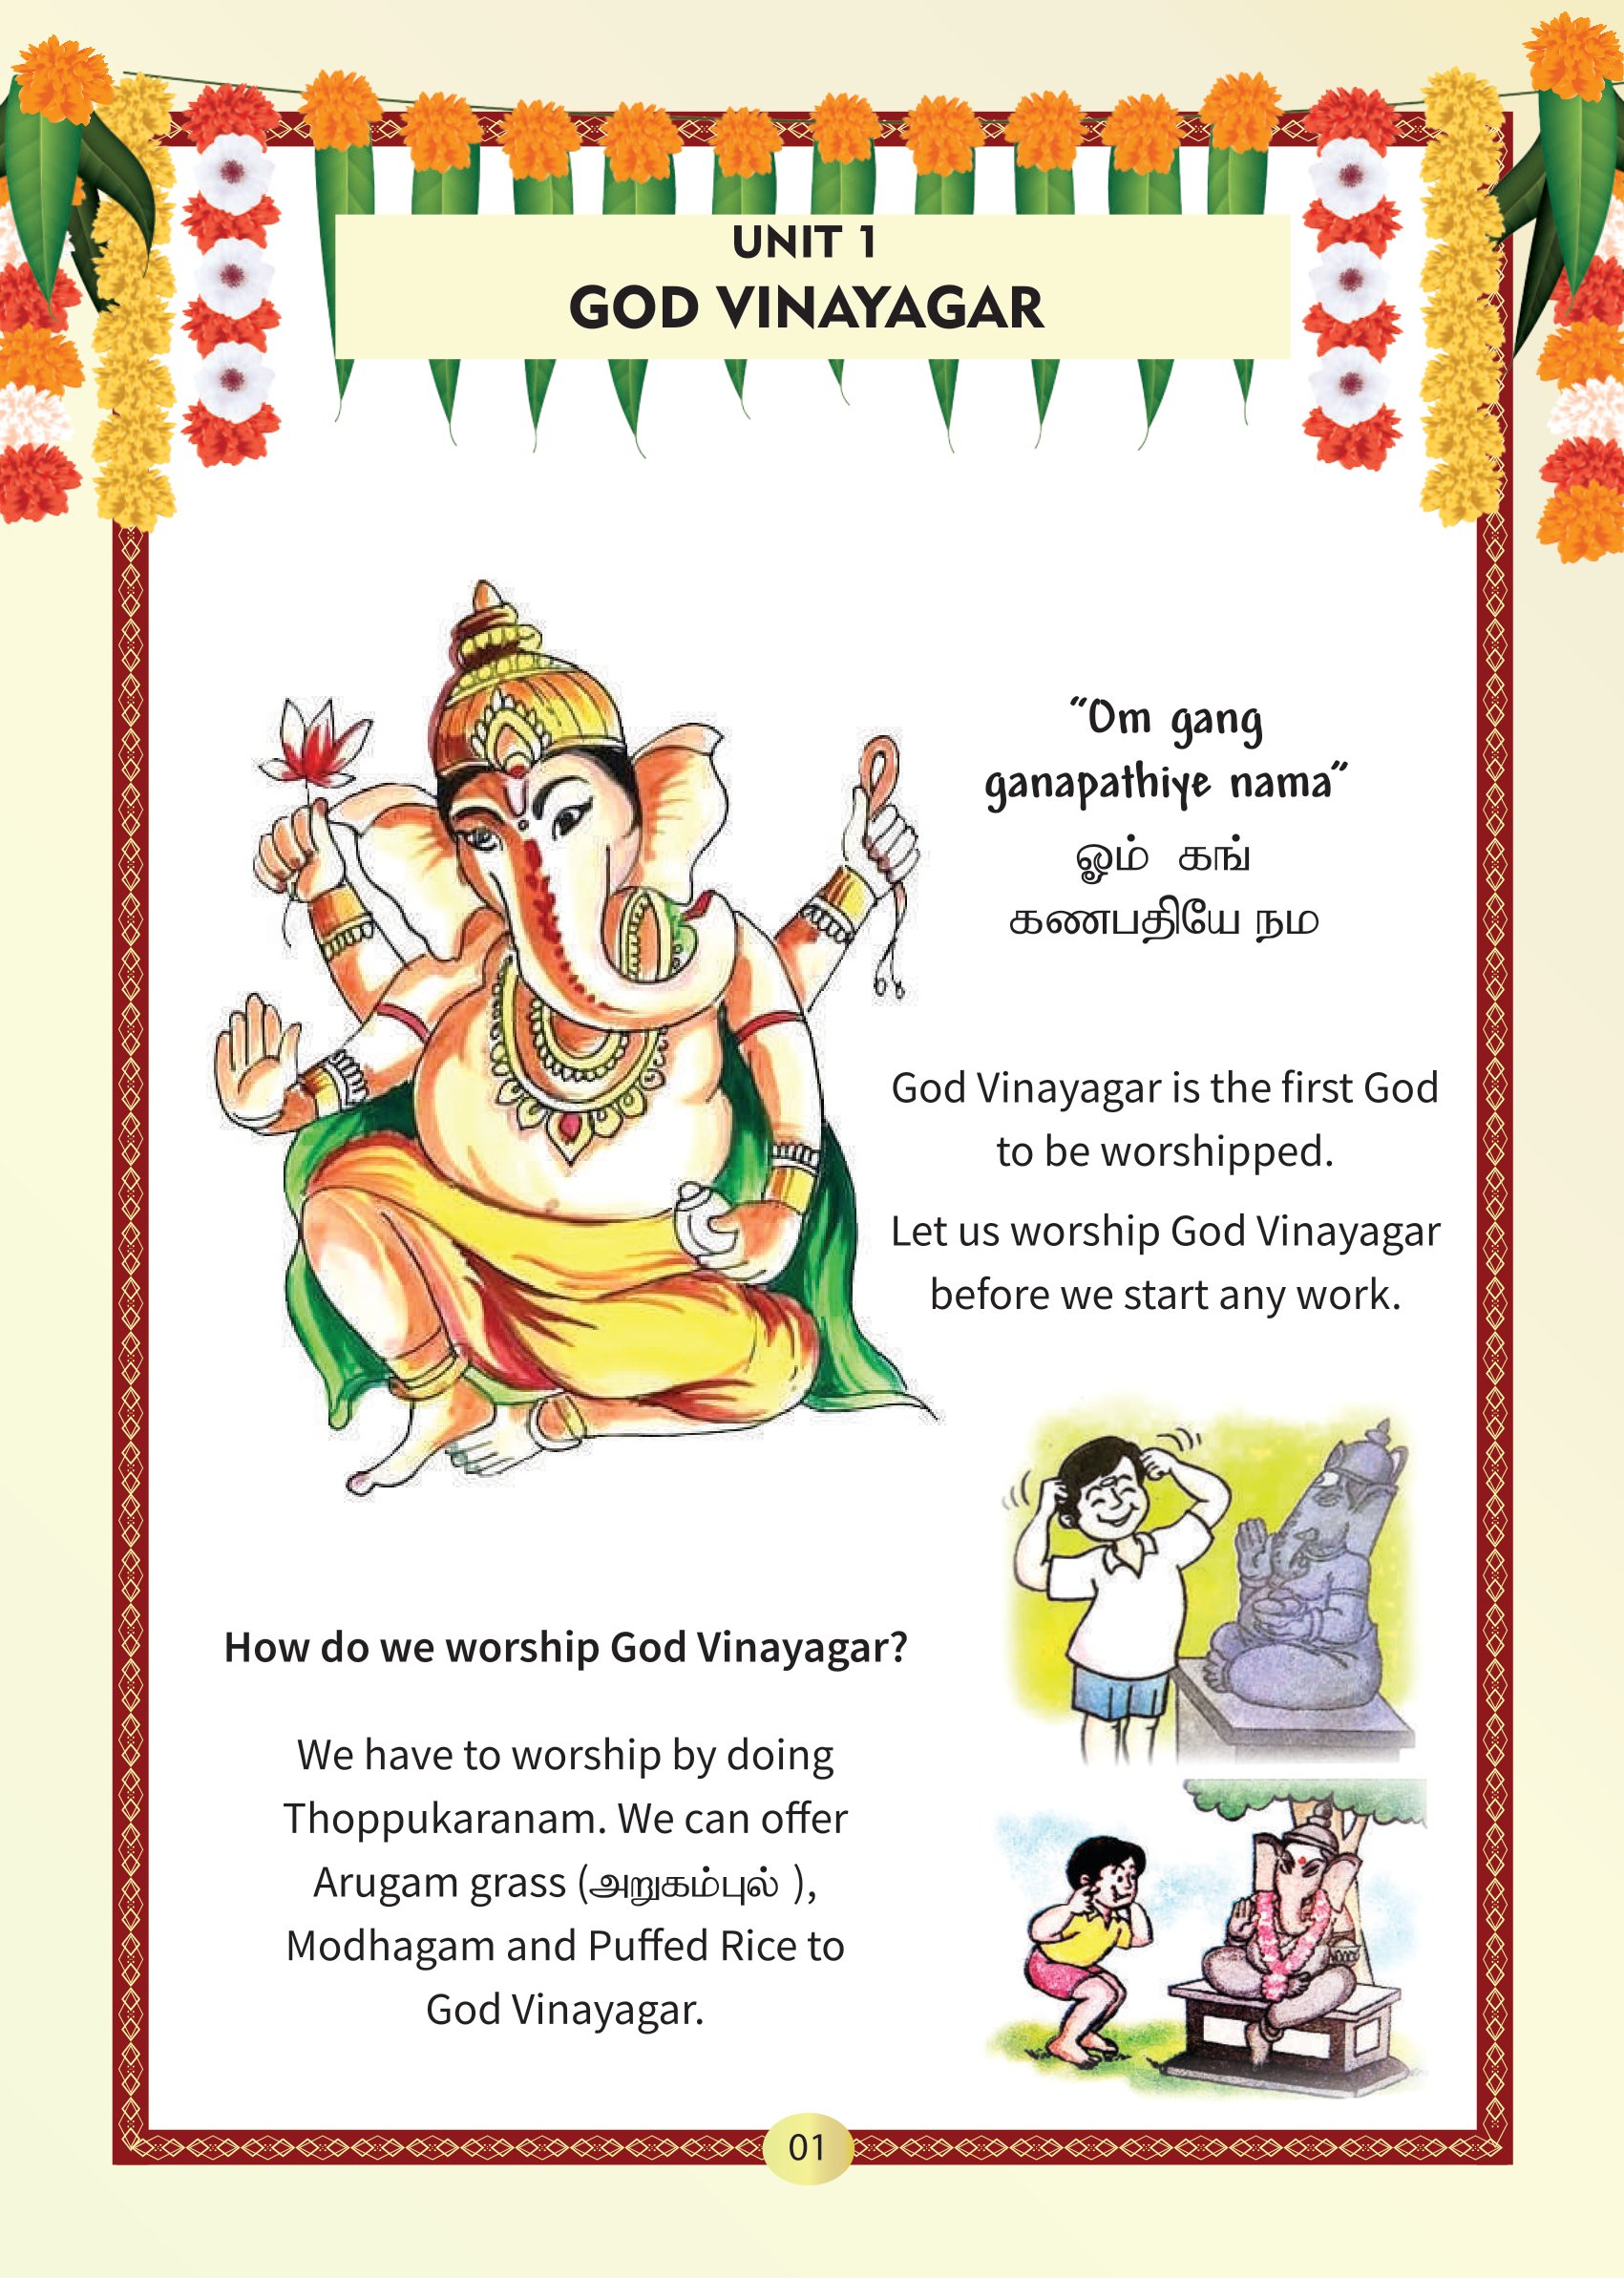 UNIT 1
GOD VINAYAGAR
“Om gang
ganapathiye nama”
ஓம் கங்
கணபதியே நம
God Vinayagar is the first God
to be worshipped.
Let us worship God Vinayagar
before we start any work.
How do we worship God Vinayagar?
We have to worship by doing
Thoppukaranam. We can offer
Arugam grass (அறுகம்புல் ),
Modhagam and Puffed Rice to
God Vinayagar.
01